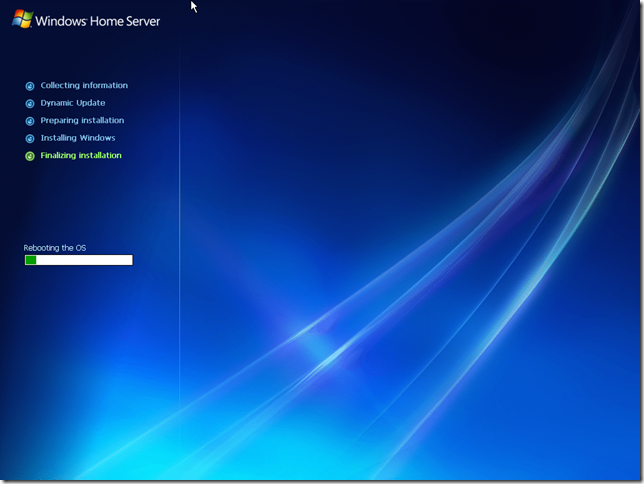 Windows Home Server
Collecting information
Dynamic Update
Preparing installation
Installing Windows
Finalizing installation
Rebooting the OS